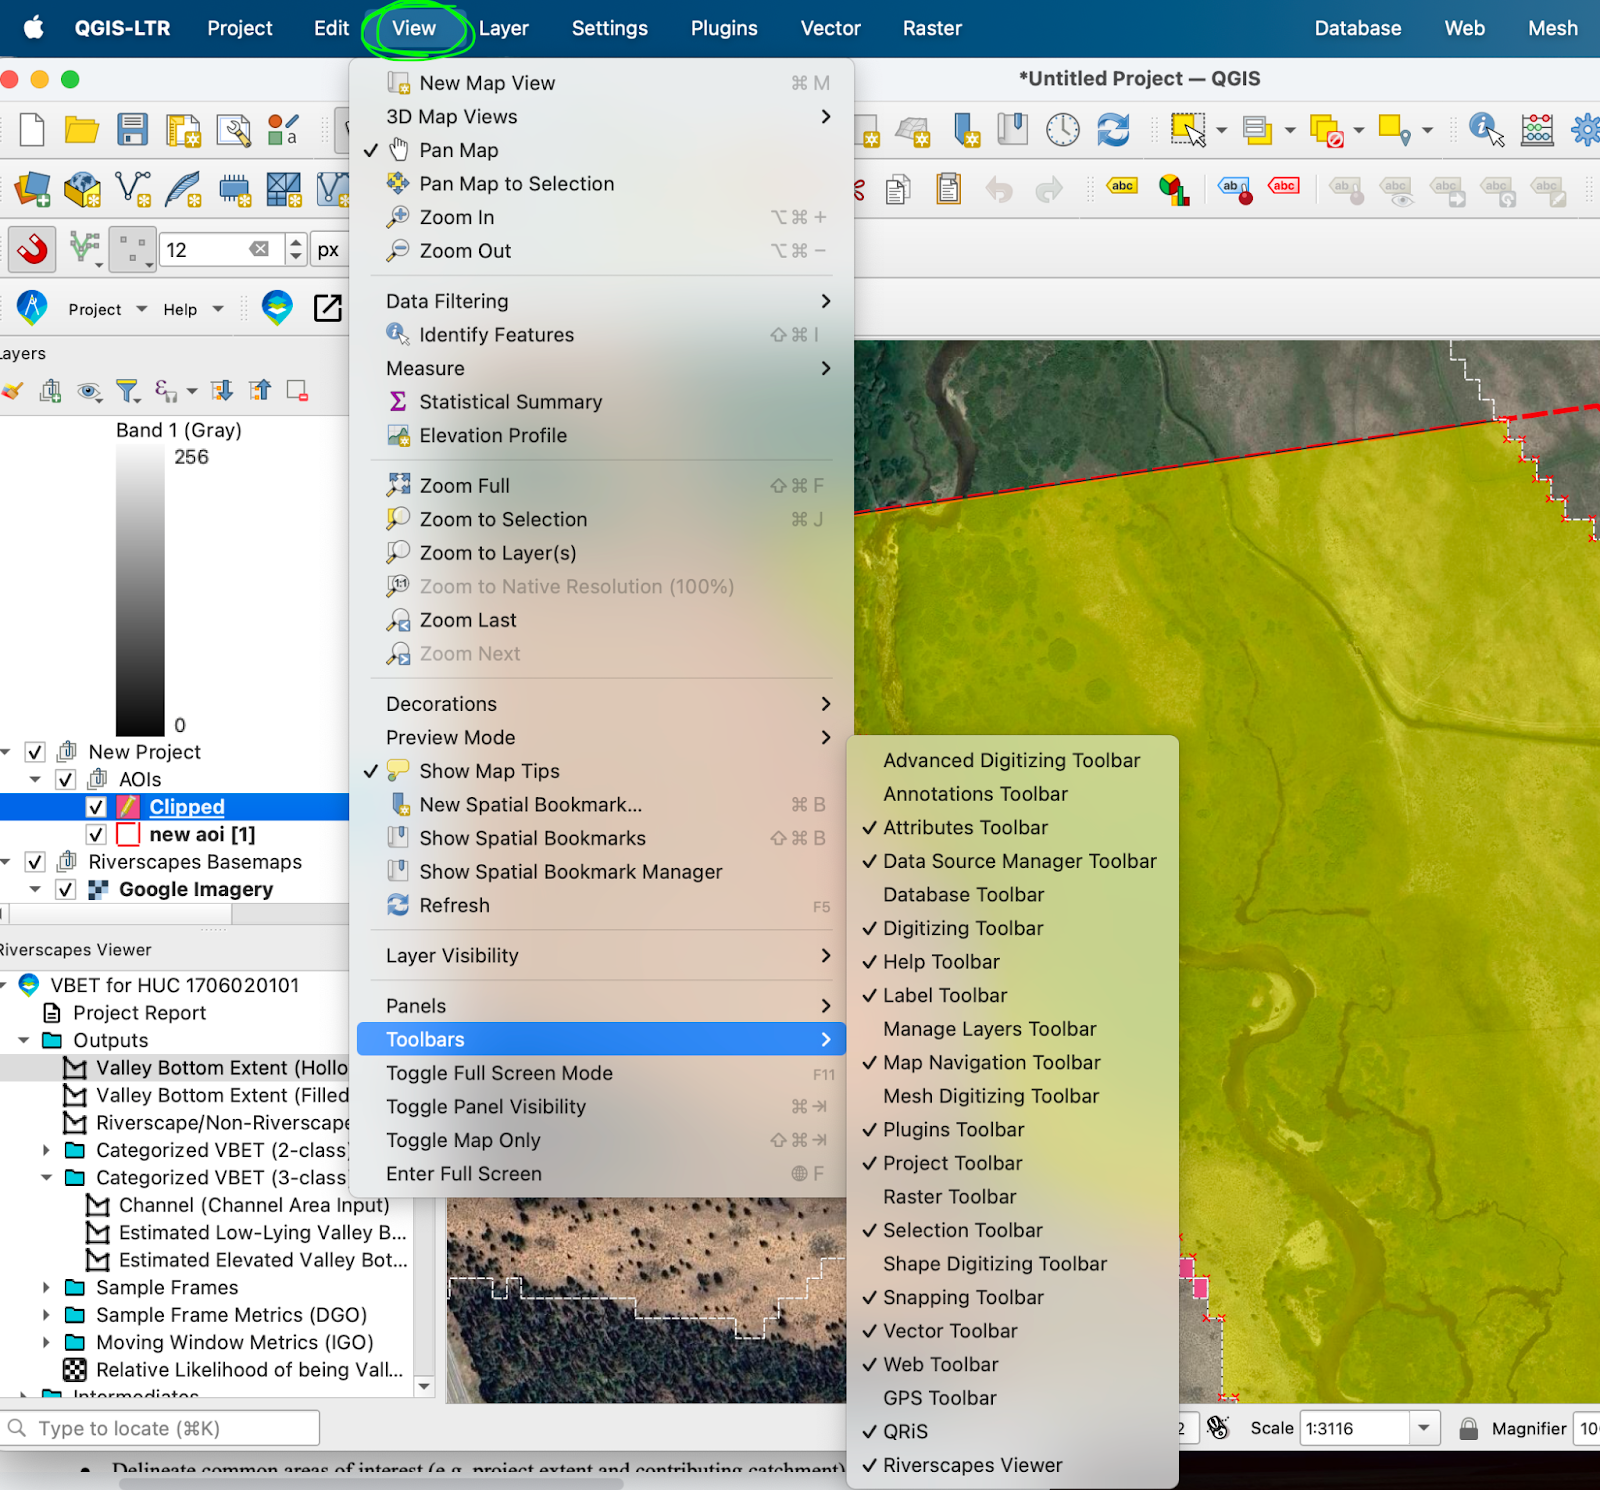 QGIS-LTR Project Edit View Layer Settings Plugins Vector Raster Database Web Mesh
*Untitled Project — QGIS
New Map View ⌘ M
3D Map Views
✓ Pan Map
Pan Map to Selection
Zoom In ⌥ ⌘ +
Zoom Out ⌥ ⌘ −
Data Filtering
Identify Features ⇧ ⌘ I
Measure
Statistical Summary
Elevation Profile
Zoom Full ⇧ ⌘ F
Zoom to Selection ⌘ J
Zoom to Layer(s)
Zoom to Native Resolution (100%)
Zoom Last
Zoom Next
Decorations
Preview Mode
✓ Show Map Tips
New Spatial Bookmark... ⌘ B
Show Spatial Bookmarks ⇧ ⌘ B
Show Spatial Bookmark Manager
Refresh F5
Layer Visibility
Panels
Toolbars
Toggle Full Screen Mode F11
Toggle Panel Visibility ⌘ ⇥
Toggle Map Only ⇧ ⌘ ⇥
Enter Full Screen F
Advanced Digitizing Toolbar
Annotations Toolbar
✓ Attributes Toolbar
✓ Data Source Manager Toolbar
Database Toolbar
✓ Digitizing Toolbar
✓ Help Toolbar
✓ Label Toolbar
Manage Layers Toolbar
✓ Map Navigation Toolbar
Mesh Digitizing Toolbar
✓ Plugins Toolbar
✓ Project Toolbar
Raster Toolbar
✓ Selection Toolbar
Shape Digitizing Toolbar
✓ Snapping Toolbar
✓ Vector Toolbar
✓ Web Toolbar
GPS Toolbar
✓ QRiS
✓ Riverscapes Viewer
a
abc ab abc ab abc abc abc abc
12 px
Project Help
ayers
Band 1 (Gray)
256
0
New Project
AOIs
Clipped
new aoi [1]
Riverscapes Basemaps
Google Imagery
Riverscapes Viewer
VBET for HUC 1706020101
Project Report
Outputs
Valley Bottom Extent (Hollo
Valley Bottom Extent (Filled
Riverscape/Non-Riverscape
Categorized VBET (2-class)
Categorized VBET (3-class
Channel (Channel Area Input)
Estimated Low-Lying Valley B...
Estimated Elevated Valley Bot...
Sample Frames
Sample Frame Metrics (DGO)
Moving Window Metrics (IGO)
Relative Likelihood of being Vall...
Intermediates
Type to locate (⌘K)
2 Scale 1:3116 Magnifier 10
• Delineate common areas of interest (e.g. project extent and contributing catchment)